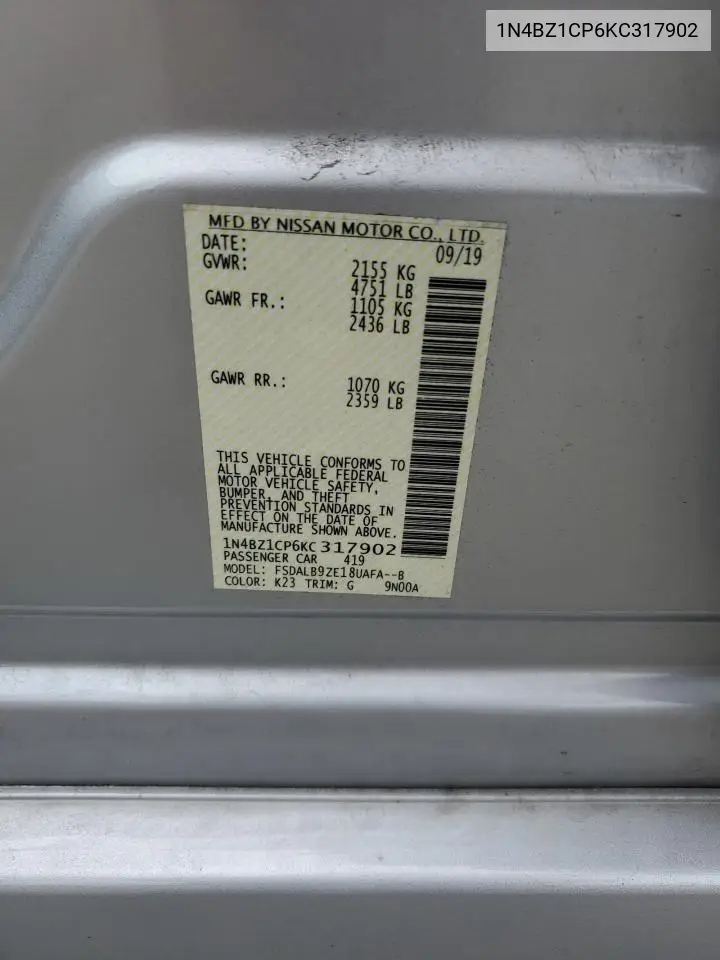 1N4BZ1CP6KC317902
MFD BY NISSAN MOTOR CO., LTD.
DATE: 09/19
GVWR: 2155 KG
4751 LB
GAWR FR.: 1105 KG
2436 LB
GAWR RR.: 1070 KG
2359 LB
THIS VEHICLE CONFORMS TO
ALL APPLICABLE FEDERAL
MOTOR VEHICLE SAFETY,
BUMPER, AND THEFT
PREVENTION STANDARDS IN
EFFECT ON THE DATE OF
MANUFACTURE SHOWN ABOVE.
1N4BZ1CP6KC317902
PASSENGER CAR 419
MODEL: FSDALB9ZE18UAFA--B
COLOR: K23 TRIM: G 9N00A